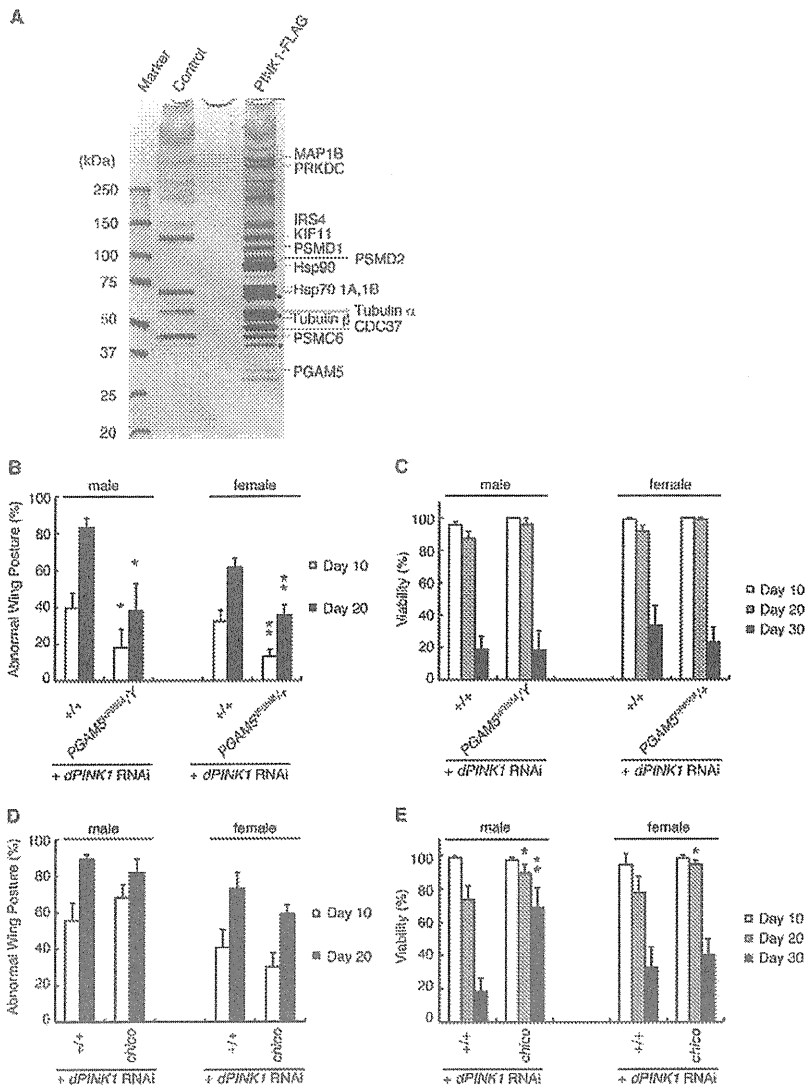 A
Marker
Control
PINK1-FLAG
(kDa)
250
150
100
75
50
37
25
20
MAP1B
PRKDC
IRS4
KIF11
PSMD1
PSMD2
Hsp90
Hsp70 1A,1B
Tubulin α
Tubulin β
CDC37
PSMC6
PGAM5
B
male
female
Abnormal Wing Posture (%)
100
80
60
40
20
0
*
*
**
**
Day 10
Day 20
+/+
+/+
+ dPINK1 RNAi
+ dPINK1 RNAi
C
male
female
Viability (%)
100
80
60
40
20
0
Day 10
Day 20
Day 30
+/+
+/+
+ dPINK1 RNAi
+ dPINK1 RNAi
D
male
female
Abnormal Wing Posture (%)
100
80
60
40
20
0
Day 10
Day 20
+/+
chico
+/+
chico
+ dPINK1 RNAi
+ dPINK1 RNAi
E
male
female
Viability (%)
100
80
60
40
20
0
*
**
*
Day 10
Day 20
Day 30
+/+
chico
+/+
chico
+ dPINK1 RNAi
+ dPINK1 RNAi